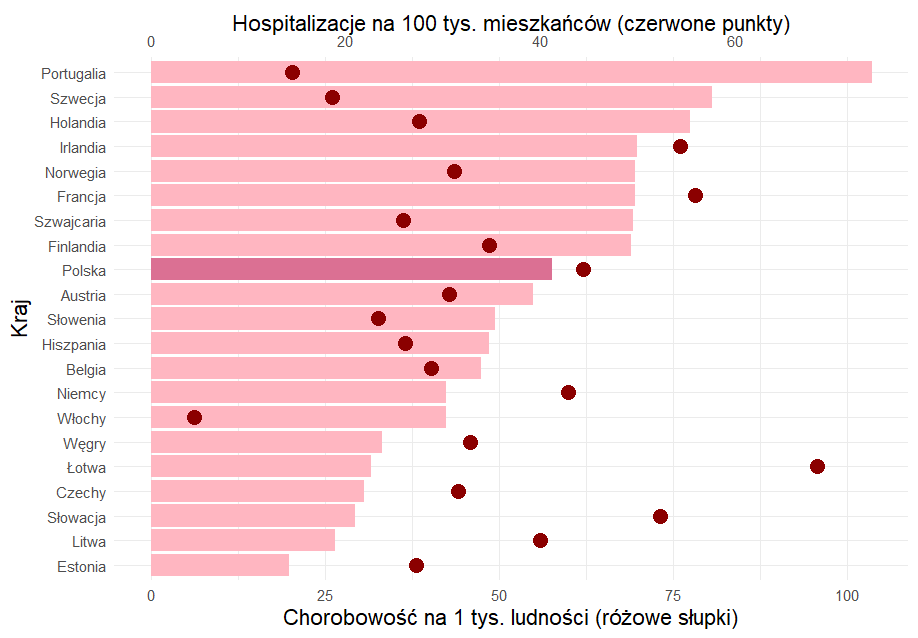 Hospitalizacje na 100 tys. mieszkańców (czerwone punkty)
0 20 40 60
Kraj
Portugalia
Szwecja
Holandia
Irlandia
Norwegia
Francja
Szwajcaria
Finlandia
Polska
Austria
Słowenia
Hiszpania
Belgia
Niemcy
Włochy
Węgry
Łotwa
Czechy
Słowacja
Litwa
Estonia
0 25 50 75 100
Chorobowość na 1 tys. ludności (różowe słupki)